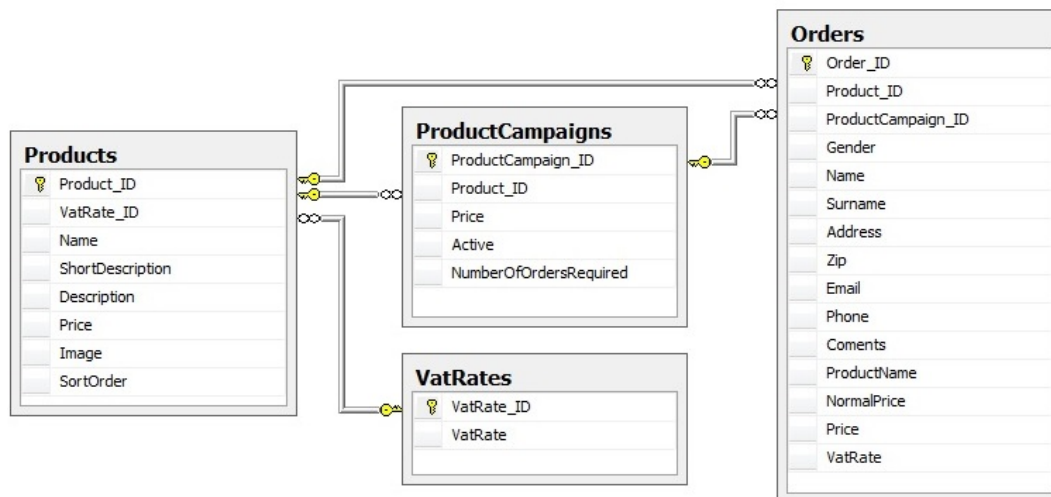 Products
Product_ID
VatRate_ID
Name
ShortDescription
Description
Price
Image
SortOrder
ProductCampaigns
ProductCampaign_ID
Product_ID
Price
Active
NumberOfOrdersRequired
VatRates
VatRate_ID
VatRate
Orders
Order_ID
Product_ID
ProductCampaign_ID
Gender
Name
Surname
Address
Zip
Email
Phone
Coments
ProductName
NormalPrice
Price
VatRate